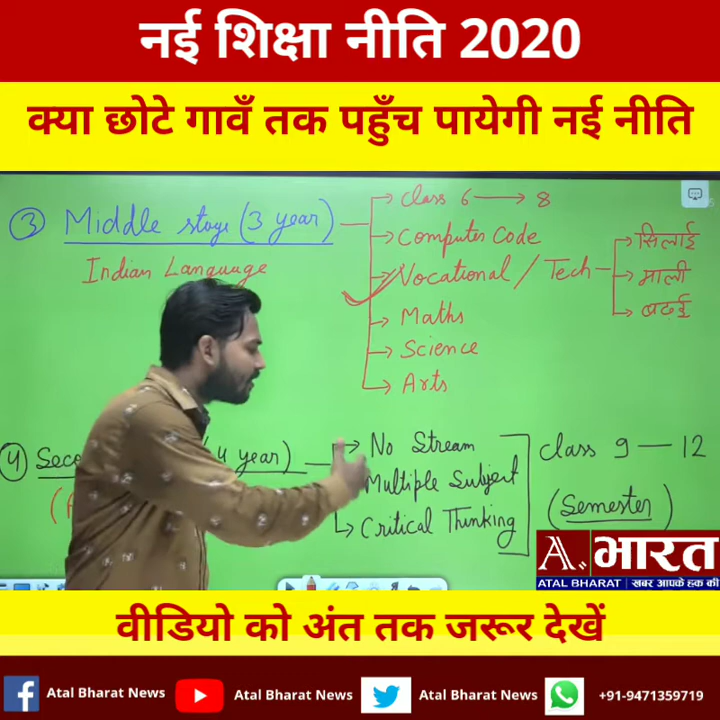 नई शिक्षा नीति 2020
क्या छोटे गावँ तक पहुँच पायेगी नई नीति
③ Middle stage (3 year)
Indian Language
→ Class 6 → 8
→ Computer Code
→ Vocational / Tech
→ Maths
→ Science
→ Arts
→ सिलाई
→ माली
→ बढ़ई
4 year)
→ No Stream
Multiple Subject
→ Critical Thinking
class 9 — 12
(Semester)
A. भारत
ATAL BHARAT | खबर आपके हक की
वीडियो को अंत तक जरूर देखें
Atal Bharat News
Atal Bharat News
Atal Bharat News
+91-9471359719